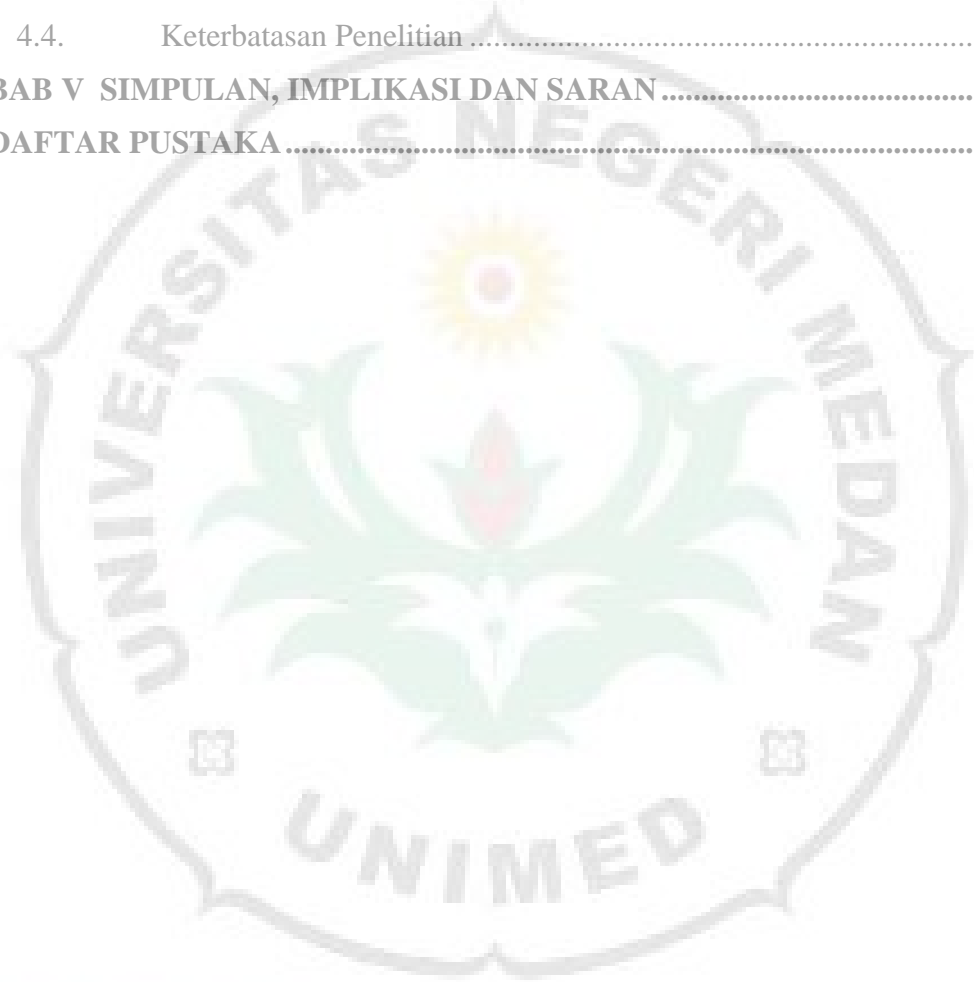 4.4. Keterbatasan Penelitian ........................................................................
BAB V SIMPULAN, IMPLIKASI DAN SARAN .............................................
DAFTAR PUSTAKA ....................................................................................
UNIVERSITAS NEGERI MEDAN
UNIMED